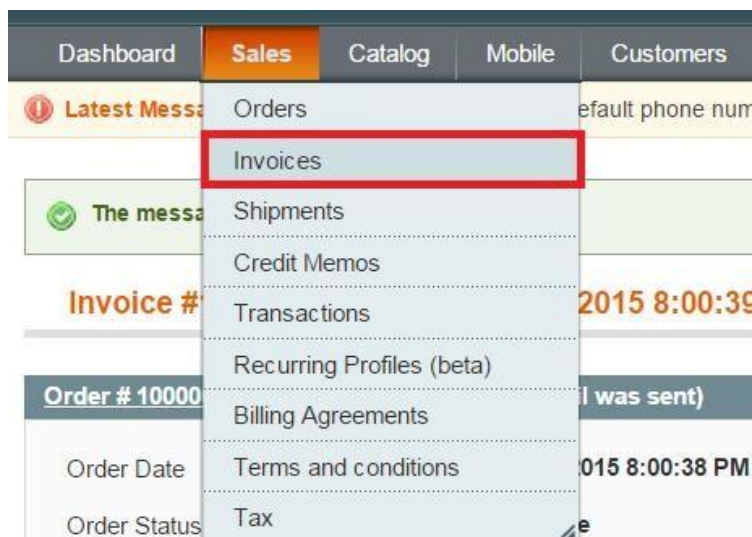 Dashboard Sales Catalog Mobile Customers
Latest Messa
Orders
efault phone num
Invoices
The messa
Shipments
Credit Memos
Invoice #
Transactions
2015 8:00:39
Recurring Profiles (beta)
Order # 10000
l was sent)
Billing Agreements
Order Date
Terms and conditions
015 8:00:38 PM
Order Status
Tax
e